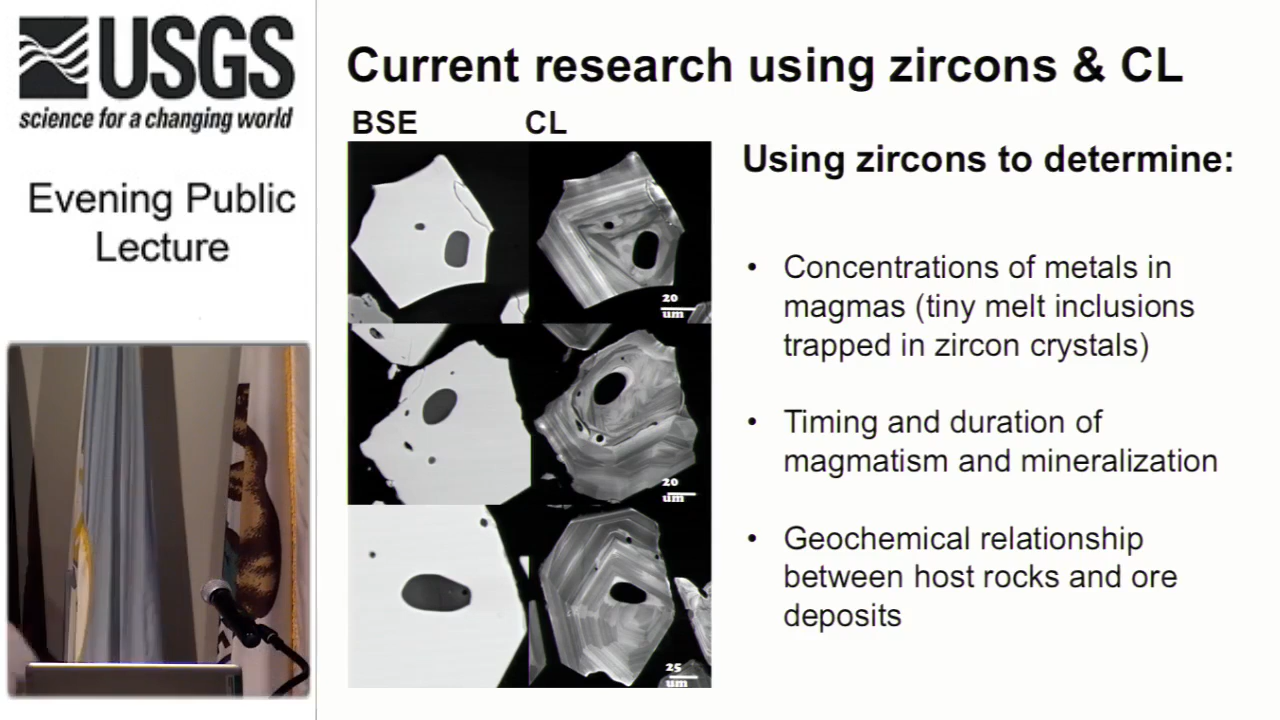 USGS
science for a changing world
Evening Public
Lecture
Current research using zircons & CL
BSE
CL
Using zircons to determine:
20
um
20
um
25
um
• Concentrations of metals in
magmas (tiny melt inclusions
trapped in zircon crystals)
• Timing and duration of
magmatism and mineralization
• Geochemical relationship
between host rocks and ore
deposits